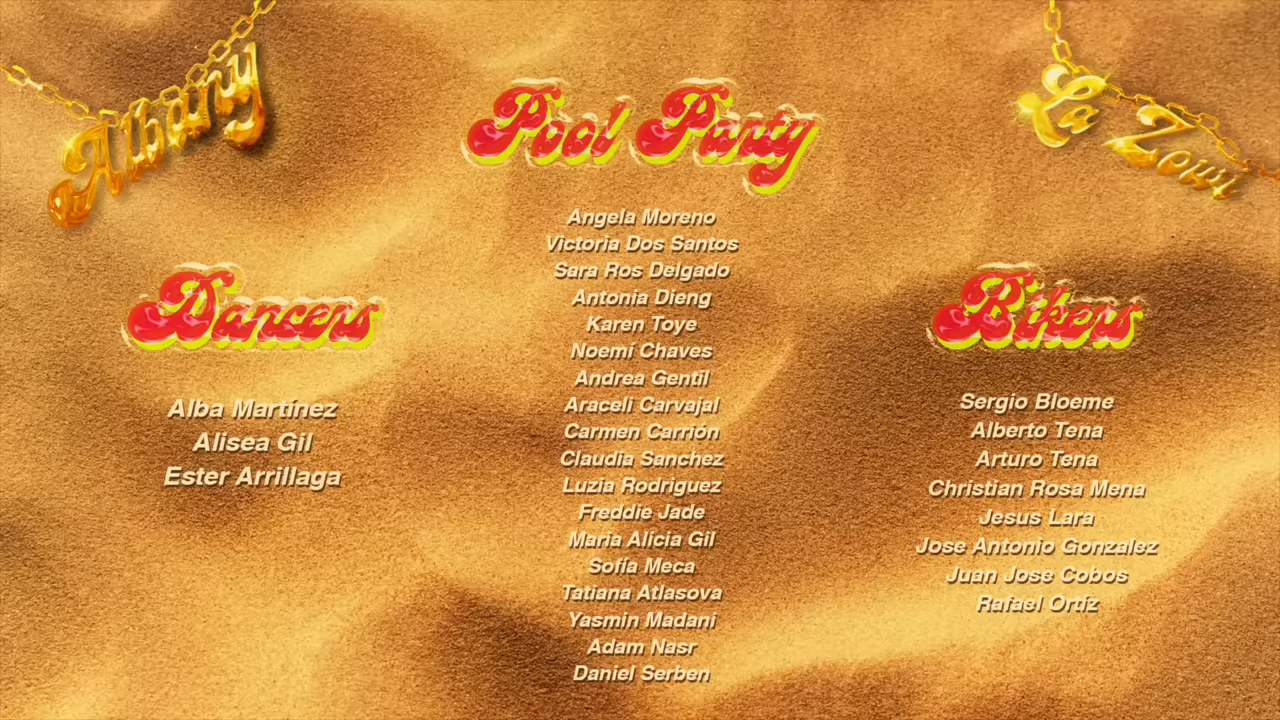 Albany
La Zowi
Pool Party
Angela Moreno
Victoria Dos Santos
Sara Ros Delgado
Antonia Dieng
Karen Toye
Noemí Chaves
Andrea Gentil
Araceli Carvajal
Carmen Carrión
Claudia Sanchez
Luzia Rodriguez
Freddie Jade
Maria Alicia Gil
Sofía Meca
Tatiana Atlasova
Yasmin Madani
Adam Nasr
Daniel Serben
Dancers
Alba Martínez
Alisea Gil
Ester Arrillaga
Bikers
Sergio Bloeme
Alberto Tena
Arturo Tena
Christian Rosa Mena
Jesus Lara
Jose Antonio Gonzalez
Juan Jose Cobos
Rafael Ortíz